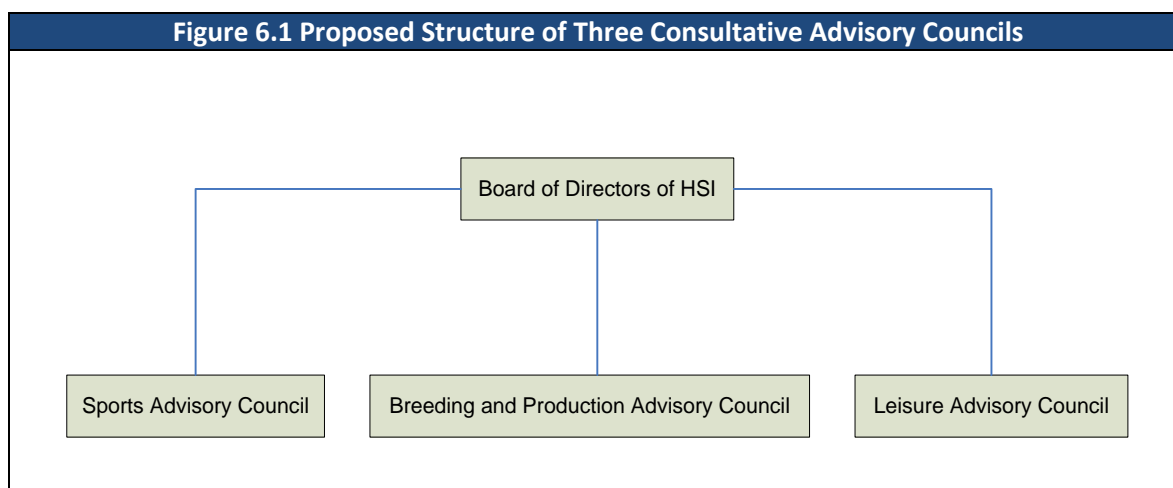 Figure 6.1 Proposed Structure of Three Consultative Advisory Councils
Board of Directors of HSI
Sports Advisory Council
Breeding and Production Advisory Council
Leisure Advisory Council